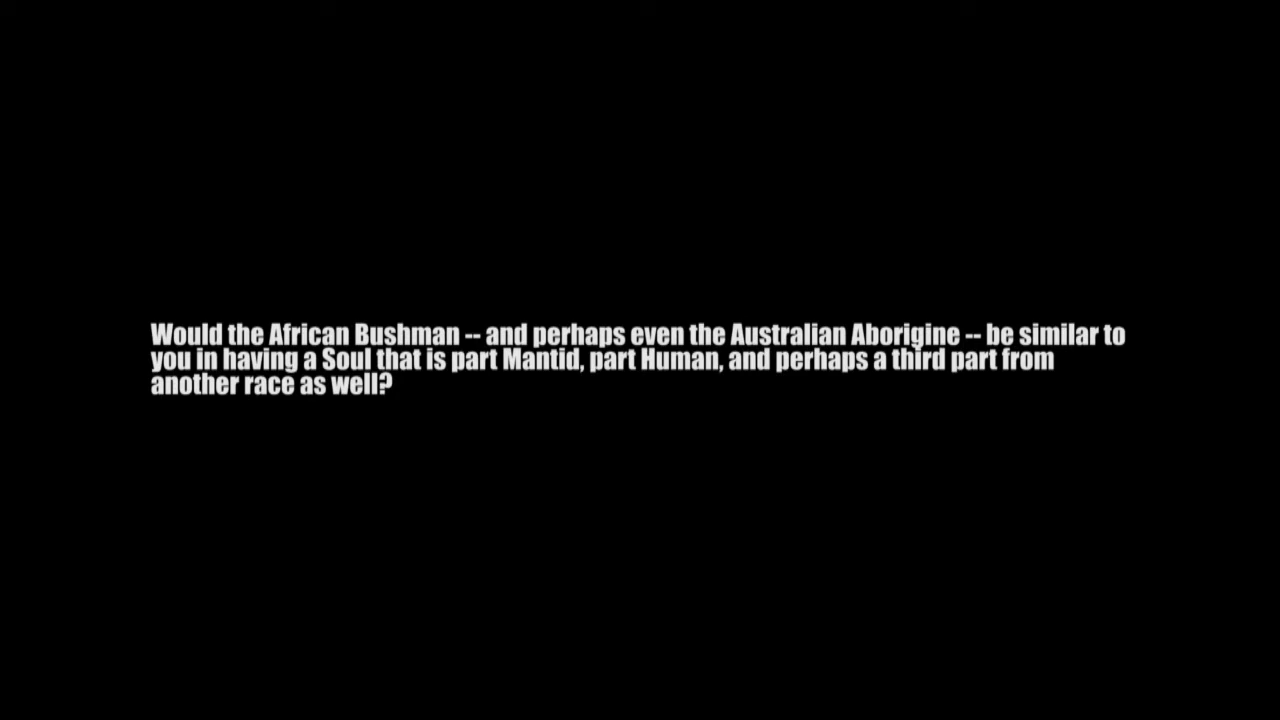 Would the African Bushman -- and perhaps even the Australian Aborigine -- be similar to
you in having a Soul that is part Mantid, part Human, and perhaps a third part from
another race as well?